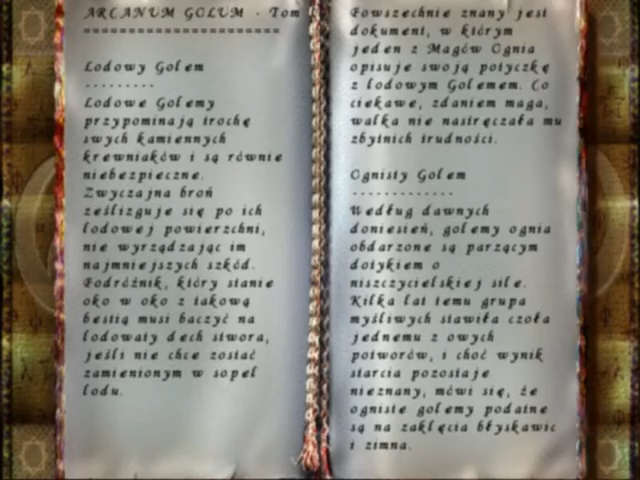 ARCANUM GOLUM - Tom
======================
Lodowy Golem
---------
Lodowe Golemy
przypominają trochę
swych kamiennych
krewniaków i są równie
niebezpieczne.
Zwyczajna broń
ześlizguje się po ich
lodowej powierzchni,
nie wyrządzając im
najmniejszych szkód.
Podróżnik, który stanie
oko w oko z takową
bestią musi baczyć na
lodowaty dech stwora,
jeśli nie chce zostać
zamienionym w sopel
lodu.
Powszechnie znany jest
dokument, w którym
jeden z Magów Ognia
opisuje swoją potyczkę
z lodowym Golemem. Co
ciekawe, zdaniem maga,
walka nie nastręczała mu
zbytnich trudności.
Ognisty Golem
-------------
Według dawnych
doniesień, golemy ognia
obdarzone są parzącym
dotykiem o
niszczycielskiej sile.
Kilka lat temu grupa
myśliwych stawiła czoła
jednemu z owych
potworów, i choć wynik
starcia pozostaje
nieznany, mówi się, że
ogniste golemy podatne
są na zaklęcia błyskawic
i zimna.